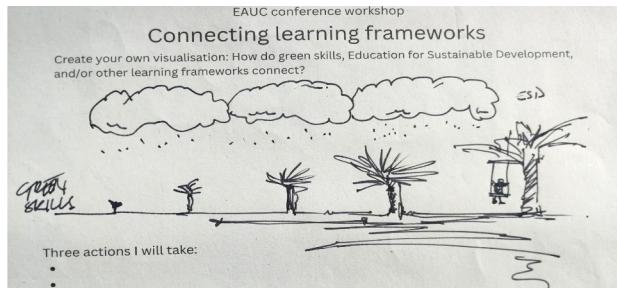 EAUC conference workshop
Connecting learning frameworks
Create your own visualisation: How do green skills, Education for Sustainable Development,
and/or other learning frameworks connect?
ESD
GREEN
SKILLS
Three actions I will take:
•
•